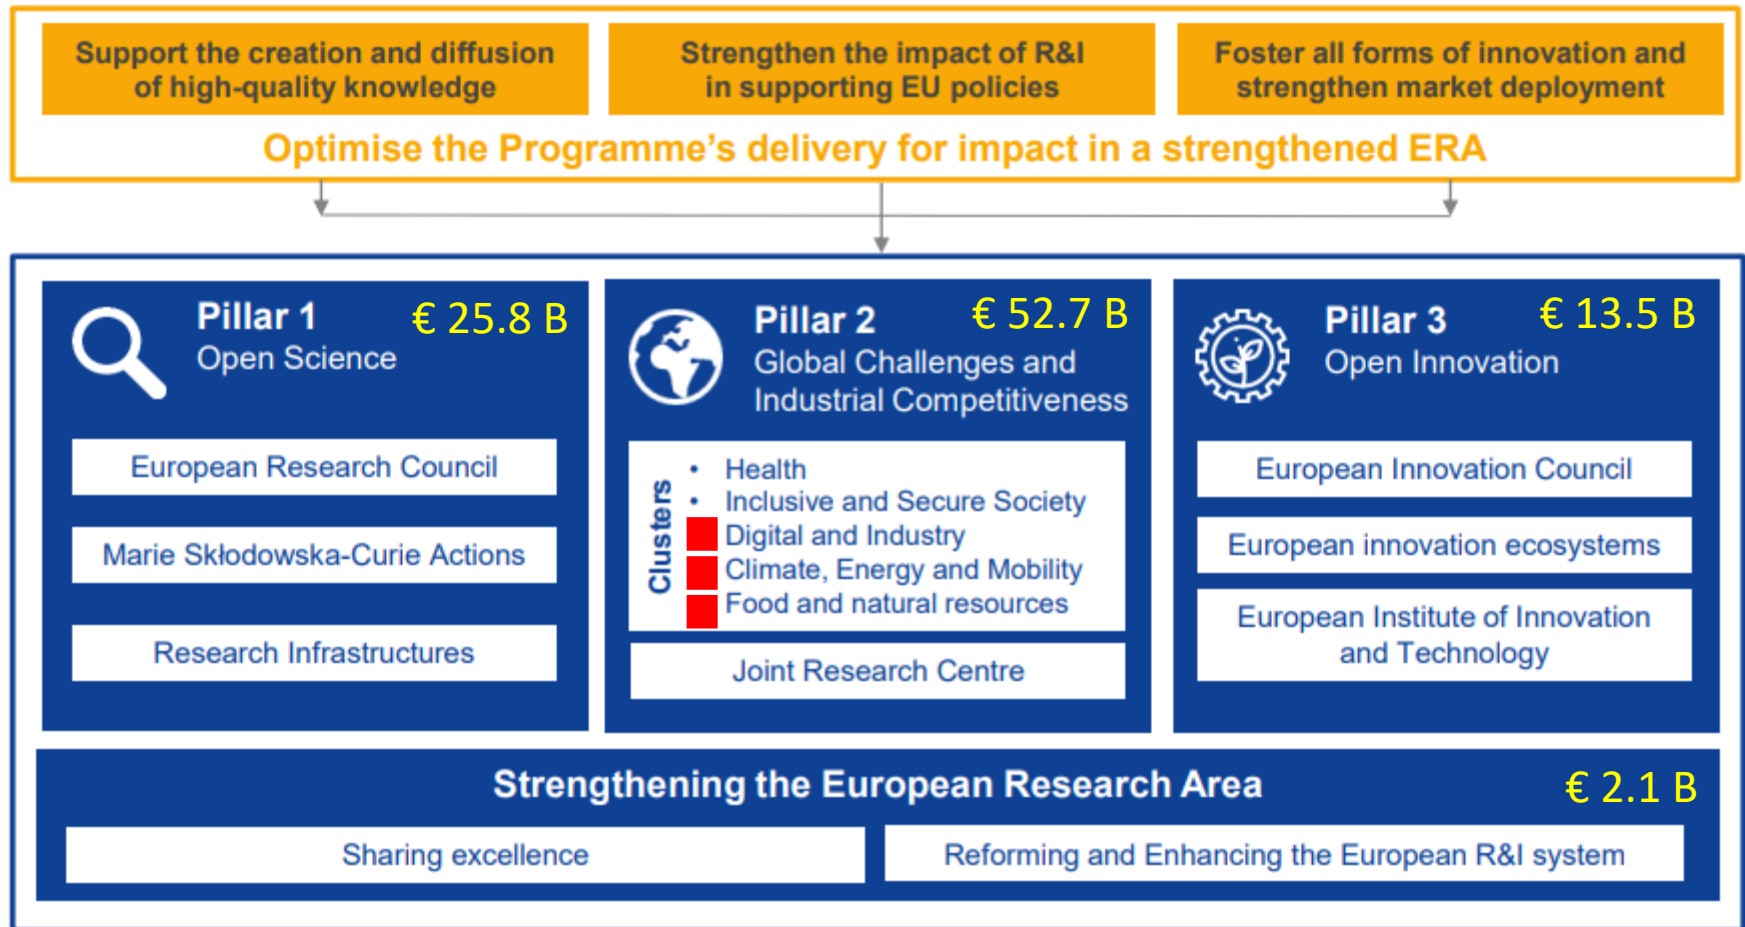 Support the creation and diffusion
of high-quality knowledge
Strengthen the impact of R&I
in supporting EU policies
Foster all forms of innovation and
strengthen market deployment
Optimise the Programme's delivery for impact in a strengthened ERA
Pillar 1
€ 25.8 B
Open Science
European Research Council
Marie Skłodowska-Curie Actions
Research Infrastructures
Pillar 2
€ 52.7 B
Global Challenges and
Industrial Competitiveness
Clusters
• Health
• Inclusive and Secure Society
Digital and Industry
Climate, Energy and Mobility
Food and natural resources
Joint Research Centre
Pillar 3
€ 13.5 B
Open Innovation
European Innovation Council
European innovation ecosystems
European Institute of Innovation
and Technology
Strengthening the European Research Area
€ 2.1 B
Sharing excellence
Reforming and Enhancing the European R&I system